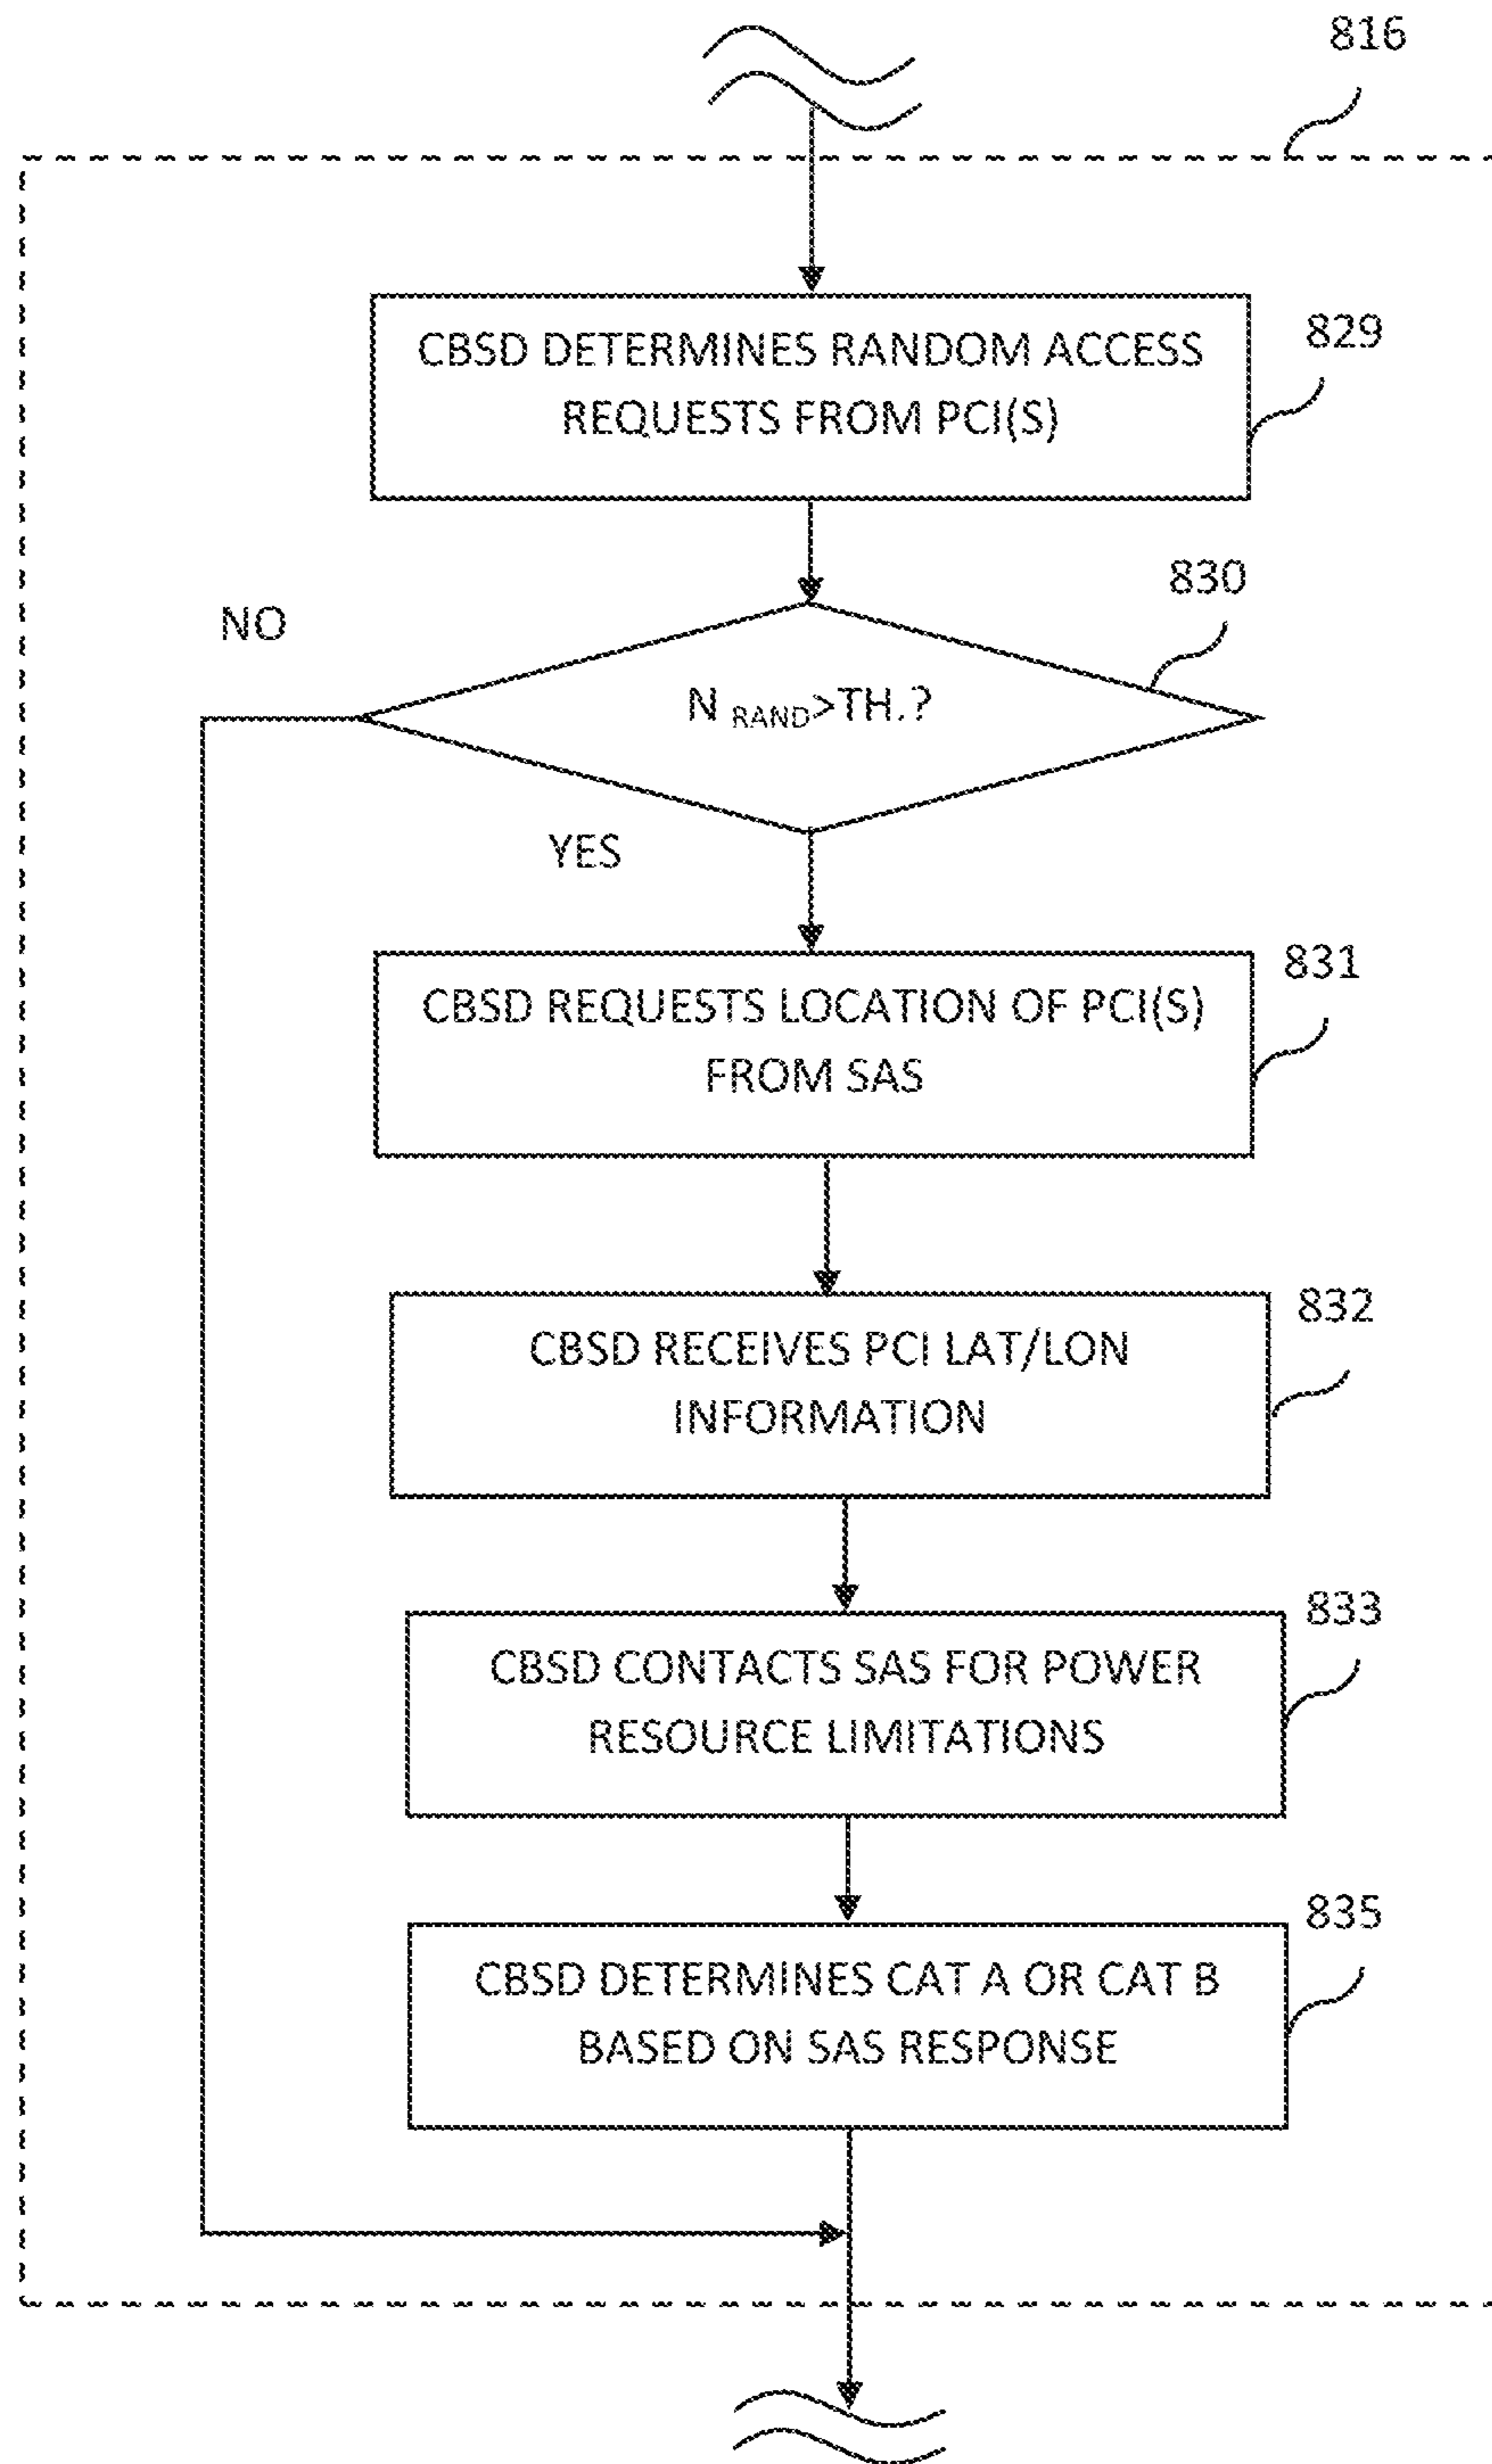 816
CBSD DETERMINES RANDOM ACCESS
REQUESTS FROM PCI(S)
829
NO
830
N RAND>TH.?
YES
831
CBSD REQUESTS LOCATION OF PCI(S)
FROM SAS
832
CBSD RECEIVES PCI LAT/LON
INFORMATION
833
CBSD CONTACTS SAS FOR POWER
RESOURCE LIMITATIONS
835
CBSD DETERMINES CAT A OR CAT B
BASED ON SAS RESPONSE